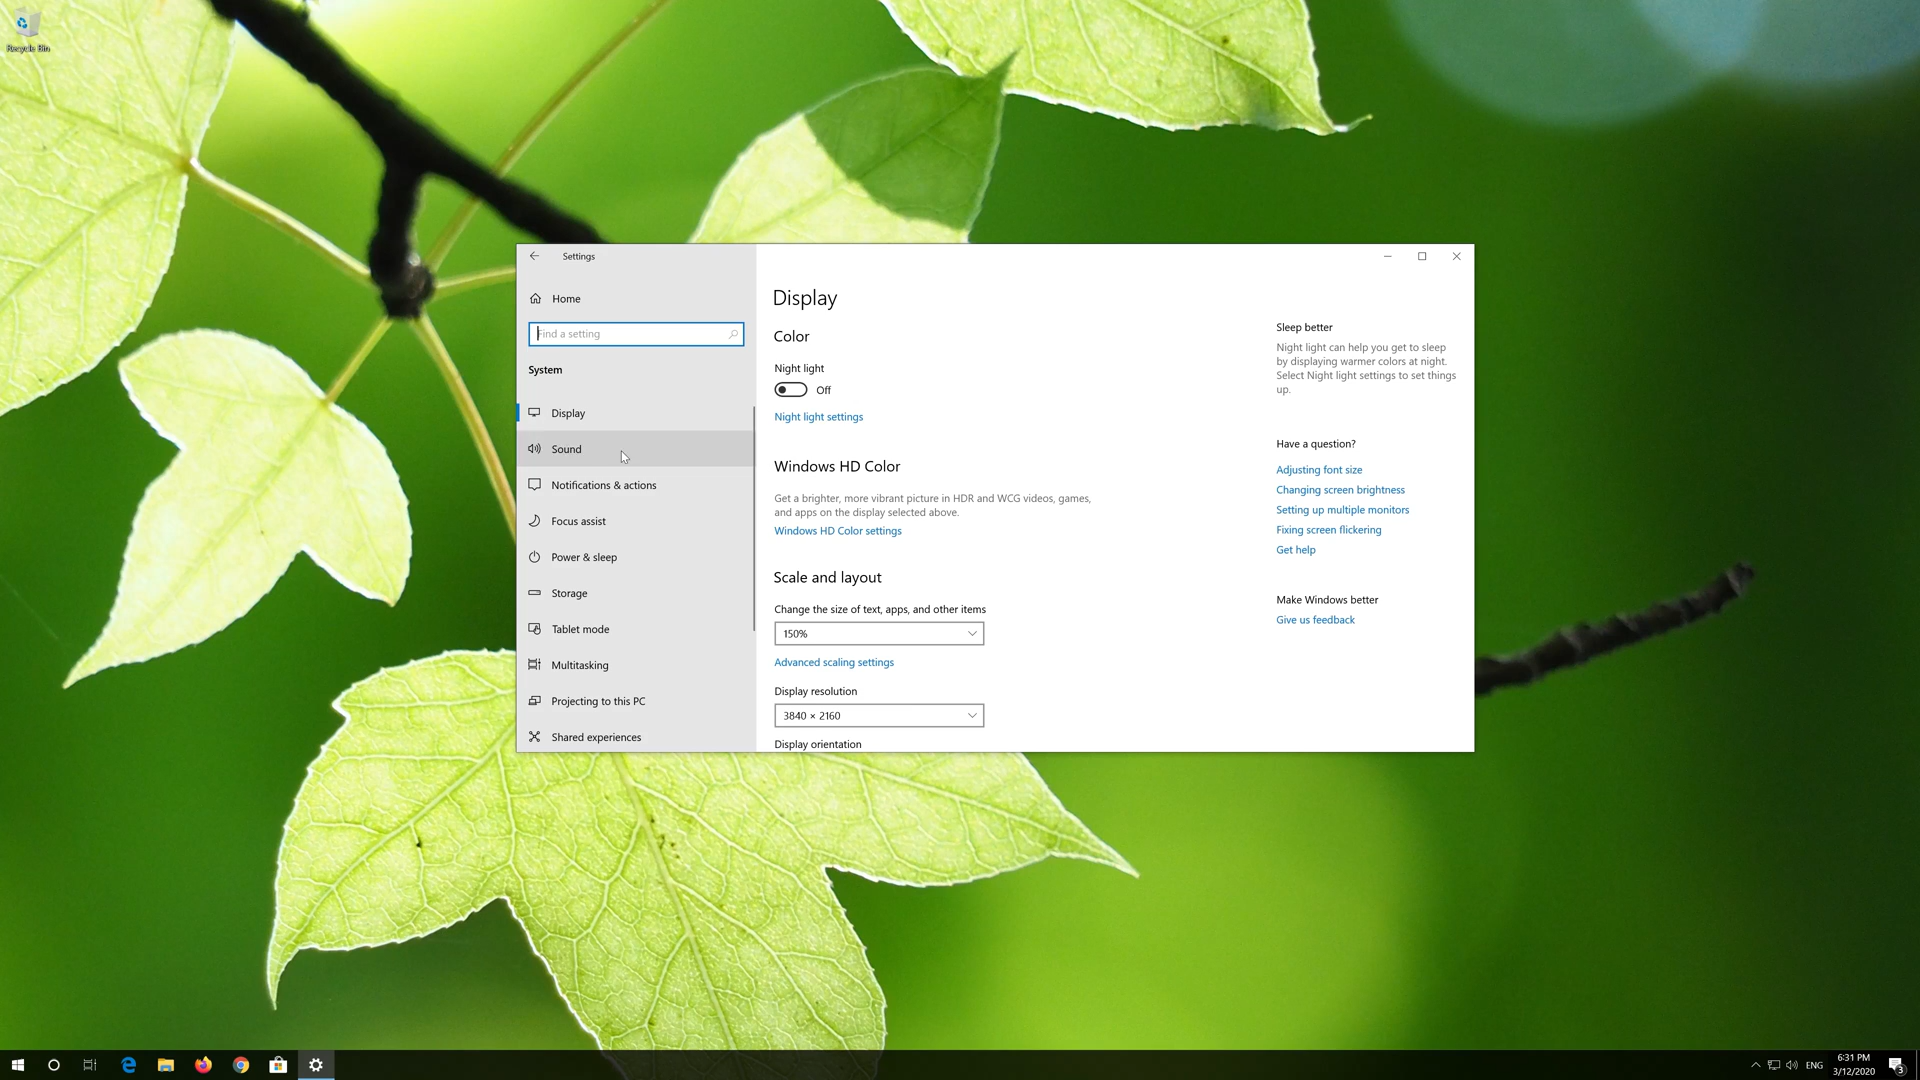 Recycle Bin
Settings
Home
Find a setting
System
Display
Sound
Notifications & actions
Focus assist
Power & sleep
Storage
Tablet mode
Multitasking
Projecting to this PC
Shared experiences
Display
Color
Night light
Off
Night light settings
Windows HD Color
Get a brighter, more vibrant picture in HDR and WCG videos, games,
and apps on the display selected above.
Windows HD Color settings
Scale and layout
Change the size of text, apps, and other items
150%
Advanced scaling settings
Display resolution
3840 × 2160
Display orientation
Sleep better
Night light can help you get to sleep
by displaying warmer colors at night.
Select Night light settings to set things
up.
Have a question?
Adjusting font size
Changing screen brightness
Setting up multiple monitors
Fixing screen flickering
Get help
Make Windows better
Give us feedback
ENG
6:31 PM
3/12/2020
3